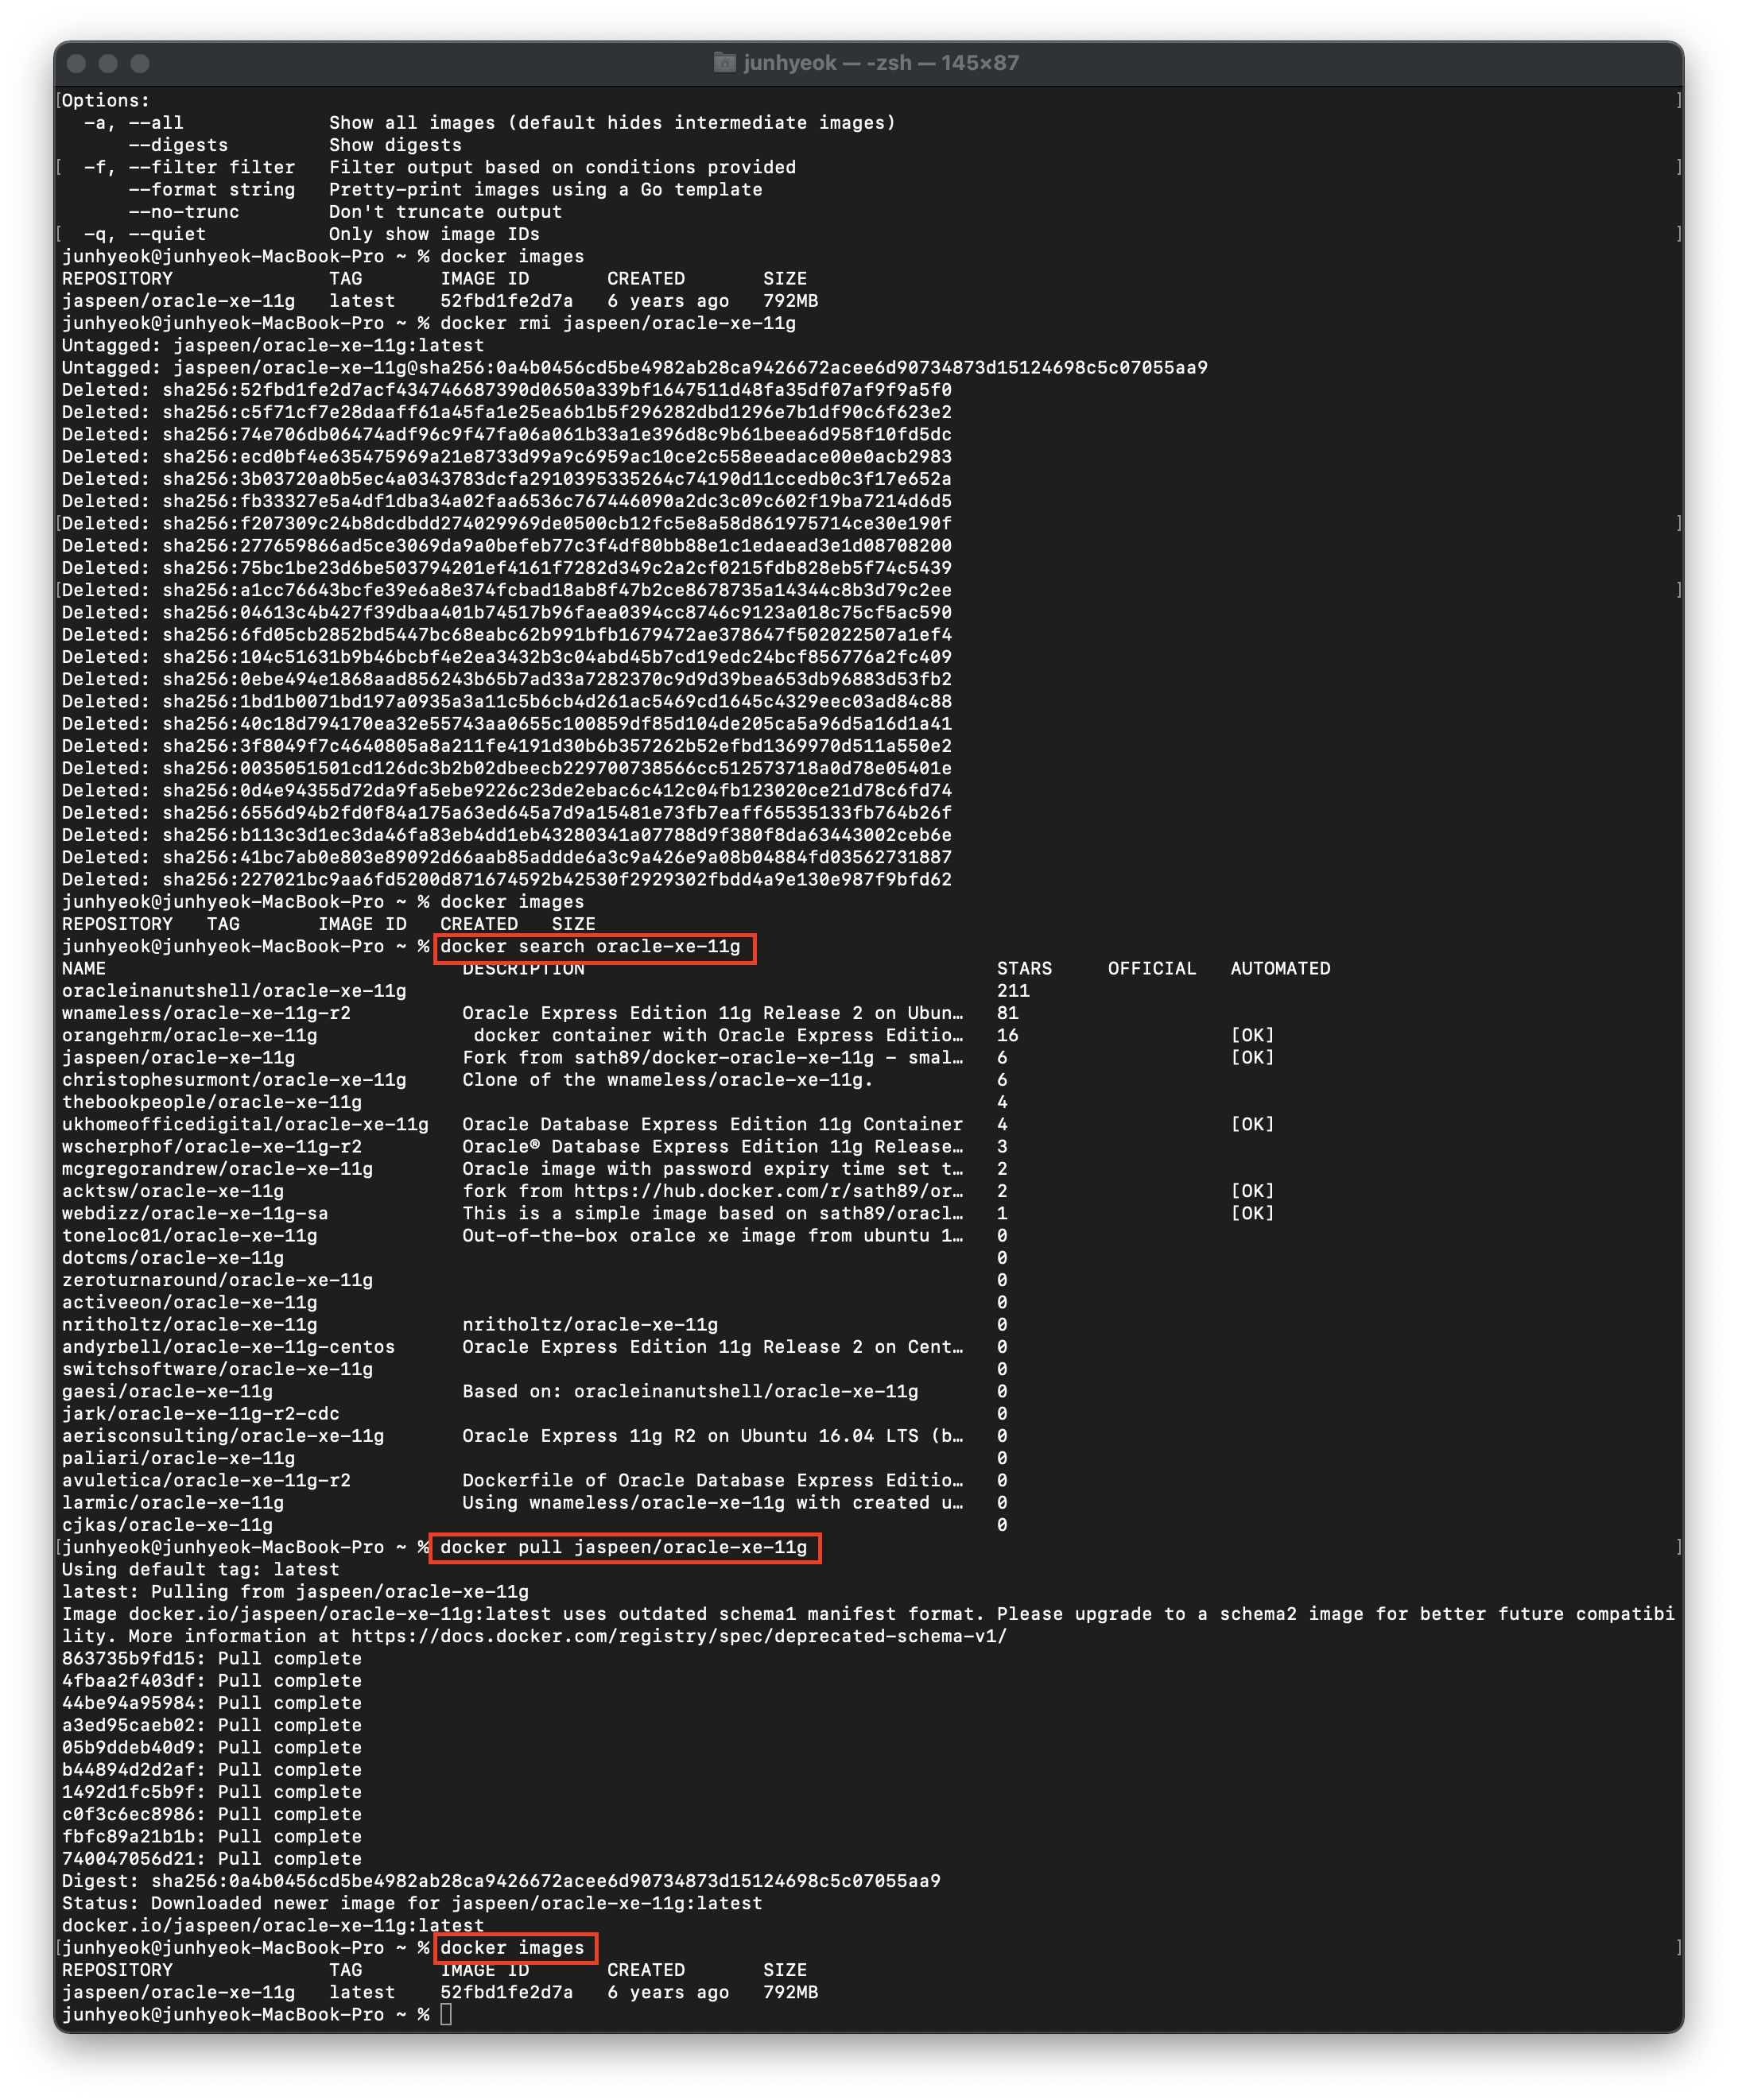 junhyeok — -zsh — 145×87
[Options:]
  -a, --all             Show all images (default hides intermediate images)
      --digests         Show digests
[  -f, --filter filter   Filter output based on conditions provided]
      --format string   Pretty-print images using a Go template
      --no-trunc        Don't truncate output
[  -q, --quiet           Only show image IDs]
junhyeok@junhyeok-MacBook-Pro ~ % docker images
REPOSITORY              TAG       IMAGE ID       CREATED       SIZE
jaspeen/oracle-xe-11g   latest    52fbd1fe2d7a   6 years ago   792MB
junhyeok@junhyeok-MacBook-Pro ~ % docker rmi jaspeen/oracle-xe-11g
Untagged: jaspeen/oracle-xe-11g:latest
Untagged: jaspeen/oracle-xe-11g@sha256:0a4b0456cd5be4982ab28ca9426672acee6d90734873d15124698c5c07055aa9
Deleted: sha256:52fbd1fe2d7acf434746687390d0650a339bf1647511d48fa35df07af9f9a5f0
Deleted: sha256:c5f71cf7e28daaff61a45fa1e25ea6b1b5f296282dbd1296e7b1df90c6f623e2
Deleted: sha256:74e706db06474adf96c9f47fa06a061b33a1e396d8c9b61beea6d958f10fd5dc
Deleted: sha256:ecd0bf4e635475969a21e8733d99a9c6959ac10ce2c558eeadace00e0acb2983
Deleted: sha256:3b03720a0b5ec4a0343783dcfa2910395335264c74190d11ccedb0c3f17e652a
Deleted: sha256:fb33327e5a4df1dba34a02faa6536c767446090a2dc3c09c602f19ba7214d6d5
[Deleted: sha256:f207309c24b8dcdbdd274029969de0500cb12fc5e8a58d861975714ce30e190f]
Deleted: sha256:277659866ad5ce3069da9a0befeb77c3f4df80bb88e1c1edaead3e1d08708200
Deleted: sha256:75bc1be23d6be503794201ef4161f7282d349c2a2cf0215fdb828eb5f74c5439
[Deleted: sha256:a1cc76643bcfe39e6a8e374fcbad18ab8f47b2ce8678735a14344c8b3d79c2ee]
Deleted: sha256:04613c4b427f39dbaa401b74517b96faea0394cc8746c9123a018c75cf5ac590
Deleted: sha256:6fd05cb2852bd5447bc68eabc62b991bfb1679472ae378647f502022507a1ef4
Deleted: sha256:104c51631b9b46bcbf4e2ea3432b3c04abd45b7cd19edc24bcf856776a2fc409
Deleted: sha256:0ebe494e1868aad856243b65b7ad33a7282370c9d9d39bea653db96883d53fb2
Deleted: sha256:1bd1b0071bd197a0935a3a11c5b6cb4d261ac5469cd1645c4329eec03ad84c88
Deleted: sha256:40c18d794170ea32e55743aa0655c100859df85d104de205ca5a96d5a16d1a41
Deleted: sha256:3f8049f7c4640805a8a211fe4191d30b6b357262b52efbd1369970d511a550e2
Deleted: sha256:0035051501cd126dc3b2b02dbeecb229700738566cc512573718a0d78e05401e
Deleted: sha256:0d4e94355d72da9fa5ebe9226c23de2ebac6c412c04fb123020ce21d78c6fd74
Deleted: sha256:6556d94b2fd0f84a175a63ed645a7d9a15481e73fb7eaff65535133fb764b26f
Deleted: sha256:b113c3d1ec3da46fa83eb4dd1eb43280341a07788d9f380f8da63443002ceb6e
Deleted: sha256:41bc7ab0e803e89092d66aab85addde6a3c9a426e9a08b04884fd03562731887
Deleted: sha256:227021bc9aa6fd5200d871674592b42530f2929302fbdd4a9e130e987f9bfd62
junhyeok@junhyeok-MacBook-Pro ~ % docker images
REPOSITORY   TAG       IMAGE ID   CREATED   SIZE
junhyeok@junhyeok-MacBook-Pro ~ % docker search oracle-xe-11g
NAME                                DESCRIPTION                                     STARS     OFFICIAL   AUTOMATED
oracleinanutshell/oracle-xe-11g                                                     211
wnameless/oracle-xe-11g-r2          Oracle Express Edition 11g Release 2 on Ubun…   81
orangehrm/oracle-xe-11g              docker container with Oracle Express Editio…   16                   [OK]
jaspeen/oracle-xe-11g               Fork from sath89/docker-oracle-xe-11g - smal…   6                    [OK]
christophesurmont/oracle-xe-11g     Clone of the wnameless/oracle-xe-11g.           6
thebookpeople/oracle-xe-11g                                                         4
ukhomeofficedigital/oracle-xe-11g   Oracle Database Express Edition 11g Container   4                    [OK]
wscherphof/oracle-xe-11g-r2         Oracle® Database Express Edition 11g Release…   3
mcgregorandrew/oracle-xe-11g        Oracle image with password expiry time set t…   2
acktsw/oracle-xe-11g                fork from https://hub.docker.com/r/sath89/or…   2                    [OK]
webdizz/oracle-xe-11g-sa            This is a simple image based on sath89/oracl…   1                    [OK]
toneloc01/oracle-xe-11g             Out-of-the-box oralce xe image from ubuntu 1…   0
dotcms/oracle-xe-11g                                                                0
zeroturnaround/oracle-xe-11g                                                        0
activeeon/oracle-xe-11g                                                             0
nritholtz/oracle-xe-11g             nritholtz/oracle-xe-11g                         0
andyrbell/oracle-xe-11g-centos      Oracle Express Edition 11g Release 2 on Cent…   0
switchsoftware/oracle-xe-11g                                                        0
gaesi/oracle-xe-11g                 Based on: oracleinanutshell/oracle-xe-11g       0
jark/oracle-xe-11g-r2-cdc                                                           0
aerisconsulting/oracle-xe-11g       Oracle Express 11g R2 on Ubuntu 16.04 LTS (b…   0
paliari/oracle-xe-11g                                                               0
avuletica/oracle-xe-11g-r2          Dockerfile of Oracle Database Express Editio…   0
larmic/oracle-xe-11g                Using wnameless/oracle-xe-11g with created u…   0
cjkas/oracle-xe-11g                                                                 0
[junhyeok@junhyeok-MacBook-Pro ~ % docker pull jaspeen/oracle-xe-11g]
Using default tag: latest
latest: Pulling from jaspeen/oracle-xe-11g
Image docker.io/jaspeen/oracle-xe-11g:latest uses outdated schema1 manifest format. Please upgrade to a schema2 image for better future compatibi
lity. More information at https://docs.docker.com/registry/spec/deprecated-schema-v1/
863735b9fd15: Pull complete
4fbaa2f403df: Pull complete
44be94a95984: Pull complete
a3ed95caeb02: Pull complete
05b9ddeb40d9: Pull complete
b44894d2d2af: Pull complete
1492d1fc5b9f: Pull complete
c0f3c6ec8986: Pull complete
fbfc89a21b1b: Pull complete
740047056d21: Pull complete
Digest: sha256:0a4b0456cd5be4982ab28ca9426672acee6d90734873d15124698c5c07055aa9
Status: Downloaded newer image for jaspeen/oracle-xe-11g:latest
docker.io/jaspeen/oracle-xe-11g:latest
[junhyeok@junhyeok-MacBook-Pro ~ % docker images]
REPOSITORY              TAG       IMAGE ID       CREATED       SIZE
jaspeen/oracle-xe-11g   latest    52fbd1fe2d7a   6 years ago   792MB
junhyeok@junhyeok-MacBook-Pro ~ %